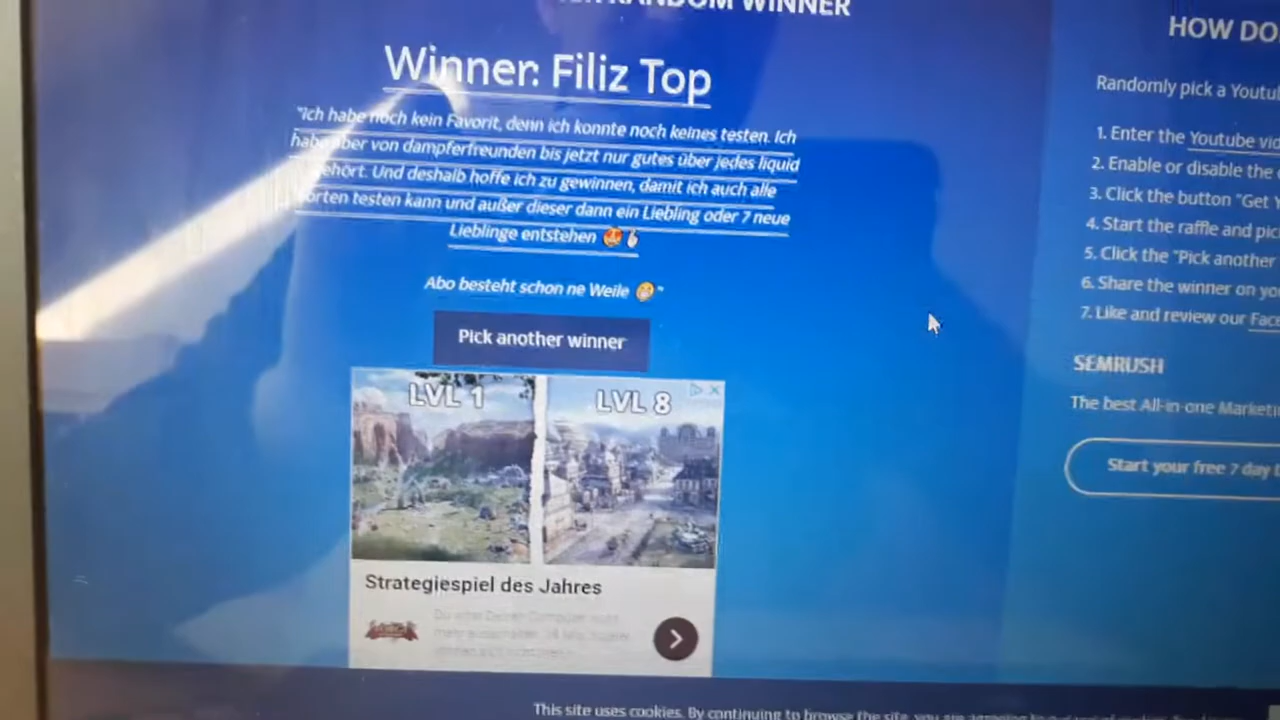 RANDOM WINNER
Winner: Filiz Top
"Ich habe noch kein Favorit, denn ich konnte noch keines testen. Ich
habe aber von dampferfreunden bis jetzt nur gutes über jedes liquid
gehört. Und deshalb hoffe ich zu gewinnen, damit ich auch alle
Sorten testen kann und außer dieser dann ein Liebling oder 7 neue
Lieblinge entstehen 😍🤞
Abo besteht schon ne Weile 😁"
Pick another winner
LVL 1
LVL 8
Strategiespiel des Jahres
This site uses cookies. By continuing to browse the site, you are
HOW DO
Randomly pick a Youtu
1. Enter the Youtube vid
2. Enable or disable the
3. Click the button "Get Y
4. Start the raffle and pic
5. Click the "Pick another
6. Share the winner on yo
7. Like and review our Fac
SEMRUSH
The best All-in-one Marketi
Start your free 7 day t